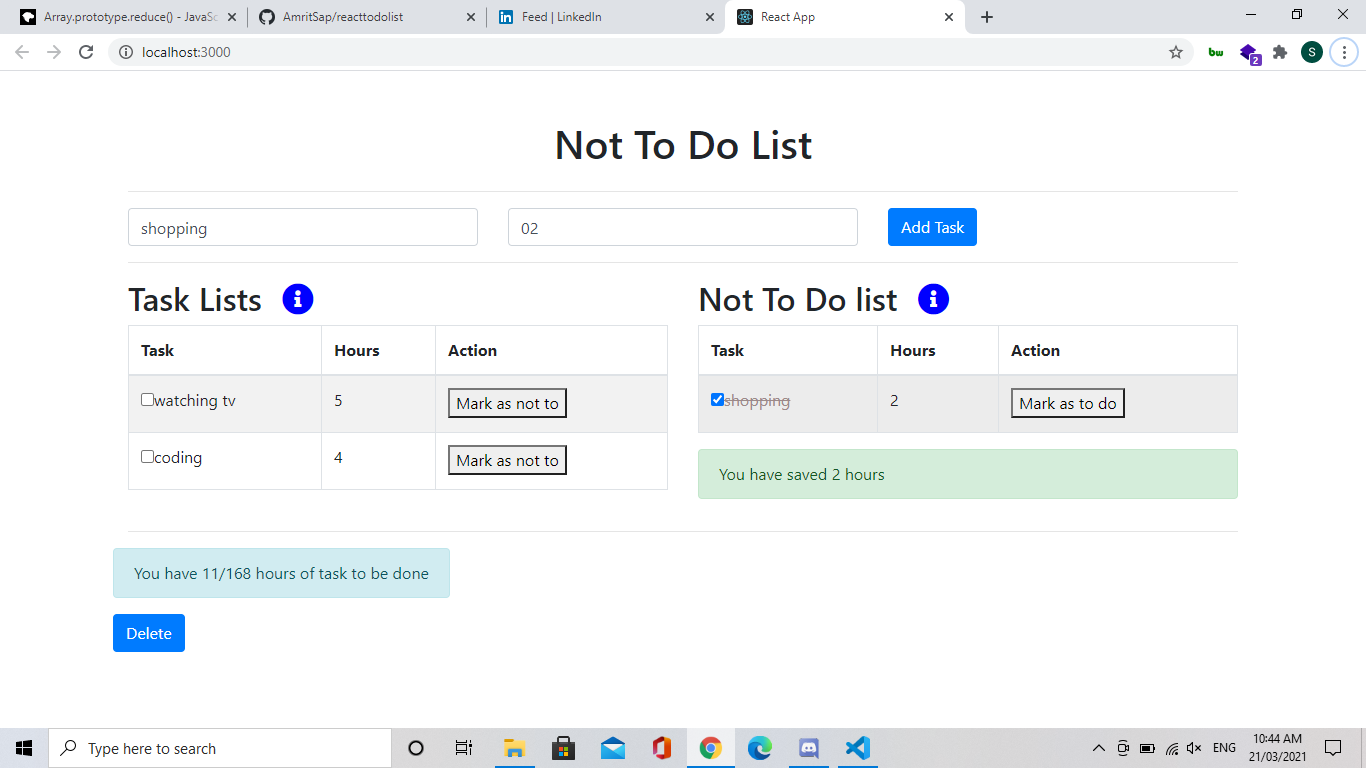 Array.prototype.reduce() - JavaSc
AmritSap/reacttodolist
Feed | LinkedIn
React App
localhost:3000
bw
2
S
Not To Do List
shopping
02
Add Task
Task Lists
Not To Do list
Task Hours Action
Task Hours Action
watching tv 5 Mark as not to
shopping 2 Mark as to do
coding 4 Mark as not to
You have saved 2 hours
You have 11/168 hours of task to be done
Delete
Type here to search
ENG
10:44 AM
21/03/2021